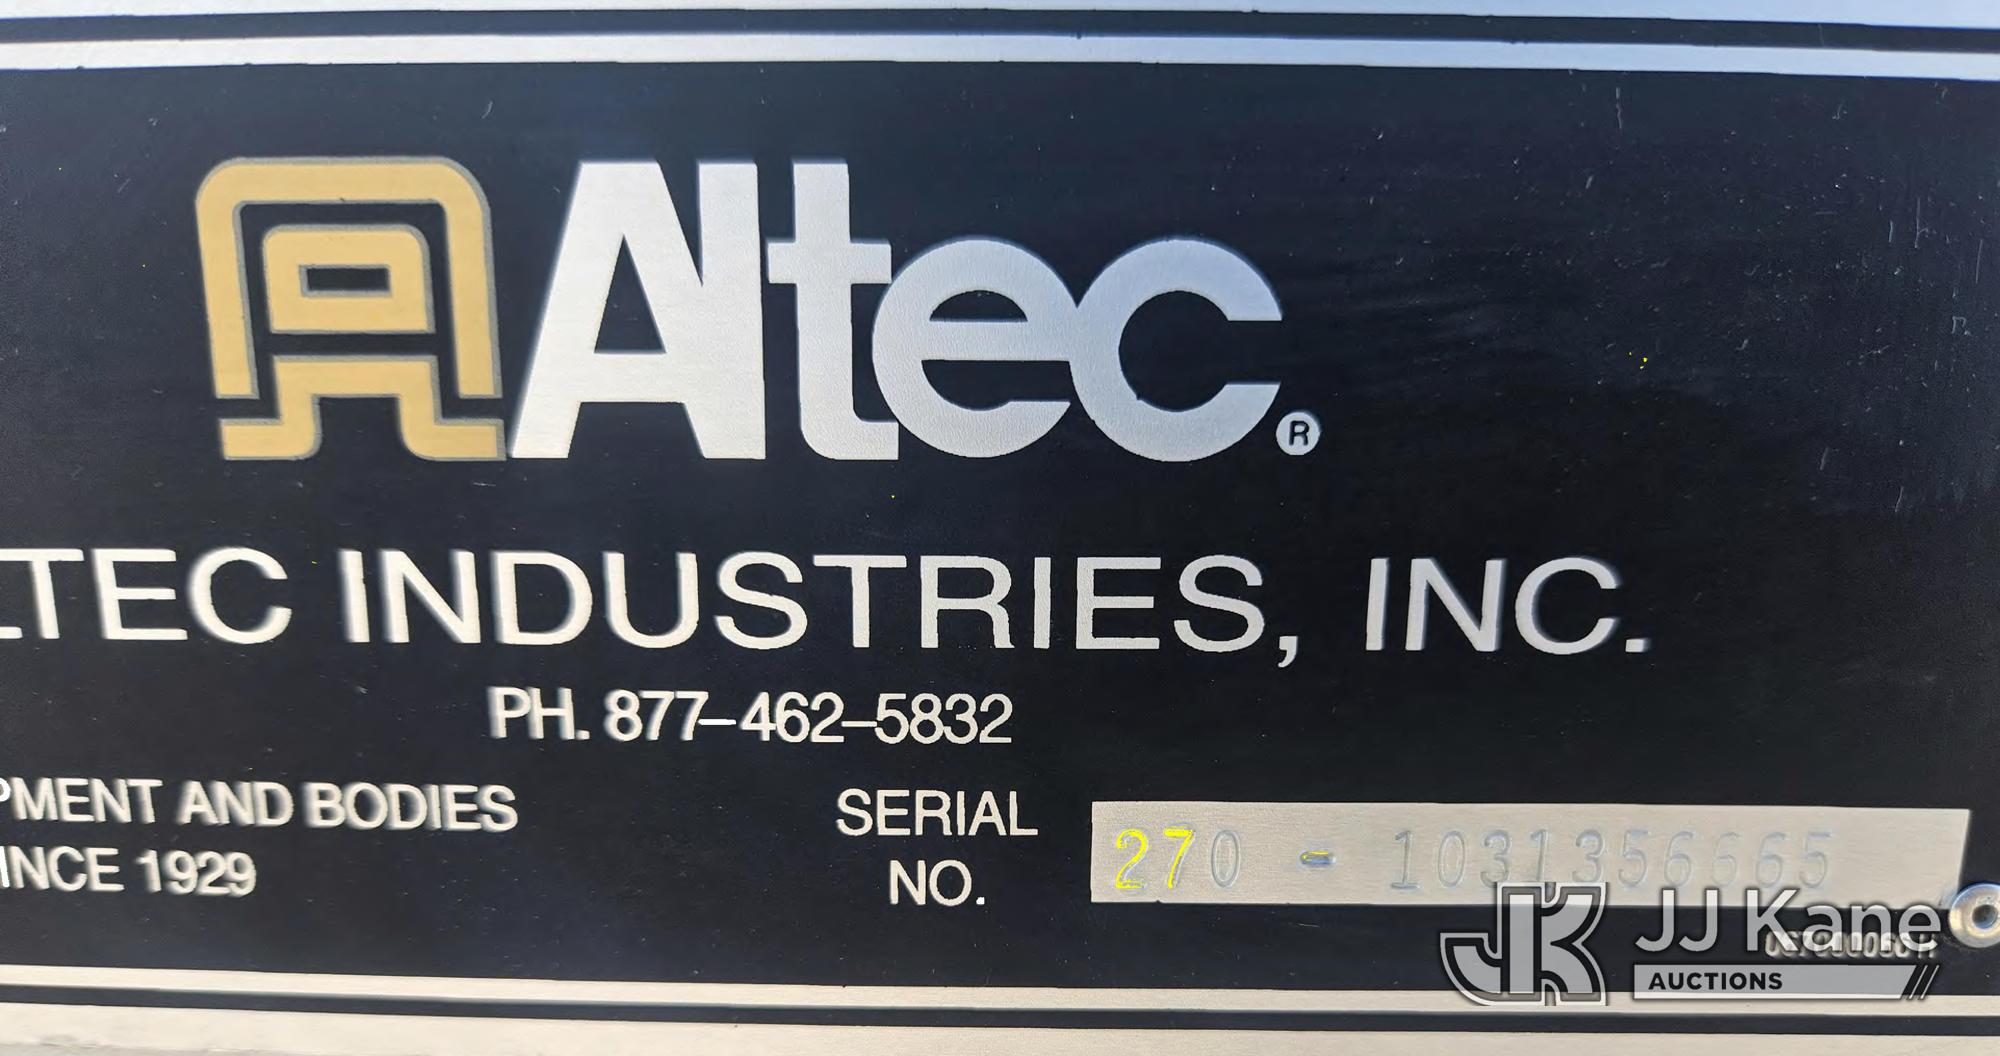 Altec®
LTEC INDUSTRIES, INC.
PH. 877-462-5832
PMENT AND BODIES
INCE 1929
SERIAL
NO.
270 - 1031356665
JJ Kane
AUCTIONS